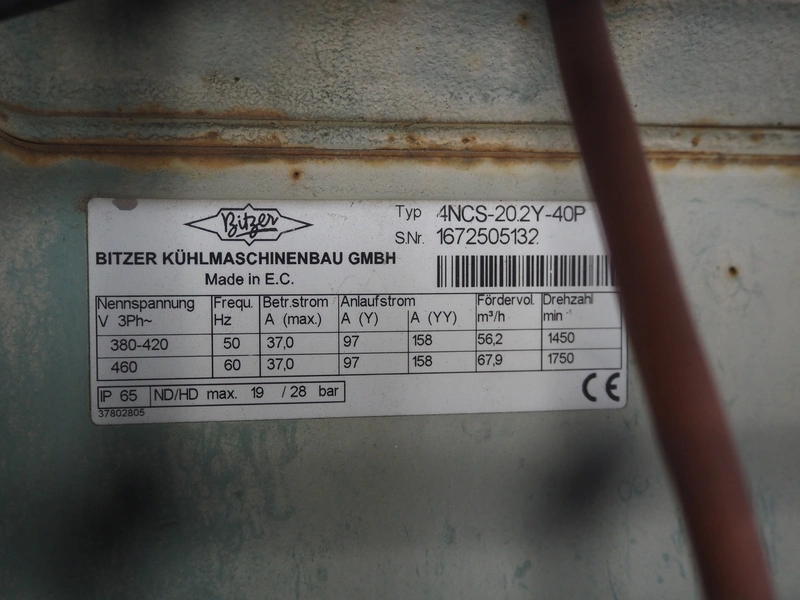 Bitzer
BITZER KÜHLMASCHINENBAU GMBH
Made in E.C.
Typ 4NCS-20.2Y-40P
S.Nr. 1672505132
Nennspannung Frequ. Betr.strom Anlaufstrom Fördervol. Drehzahl
V 3Ph~ Hz A (max.) A (Y) A (YY) m³/h min
380-420 50 37,0 97 158 56,2 1450
460 60 37,0 97 158 67,9 1750
IP 65 ND/HD max. 19 / 28 bar
CE
37802805